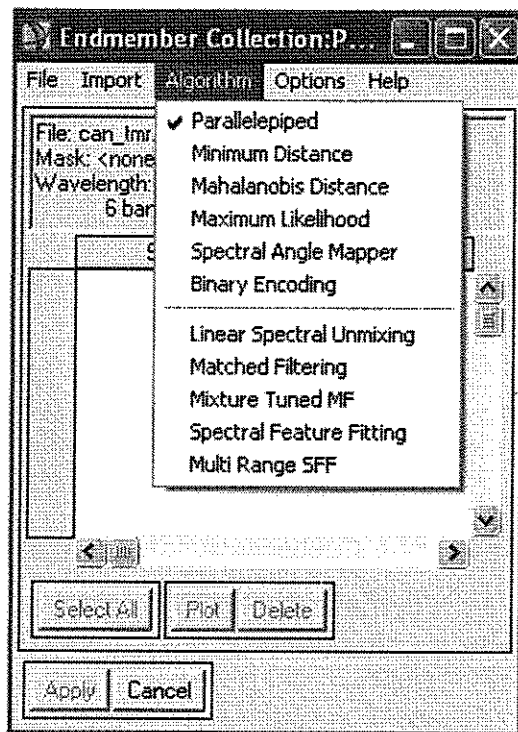 Endmember Collection:P...
File Import Algorithm Options Help
File: can_tmr.
Mask: <none
Wavelength:
6 bar
S
Parallelepiped
Minimum Distance
Mahalanobis Distance
Maximum Likelihood
Spectral Angle Mapper
Binary Encoding
Linear Spectral Unmixing
Matched Filtering
Mixture Tuned MF
Spectral Feature Fitting
Multi Range SFF
Select All Plot Delete
Apply Cancel